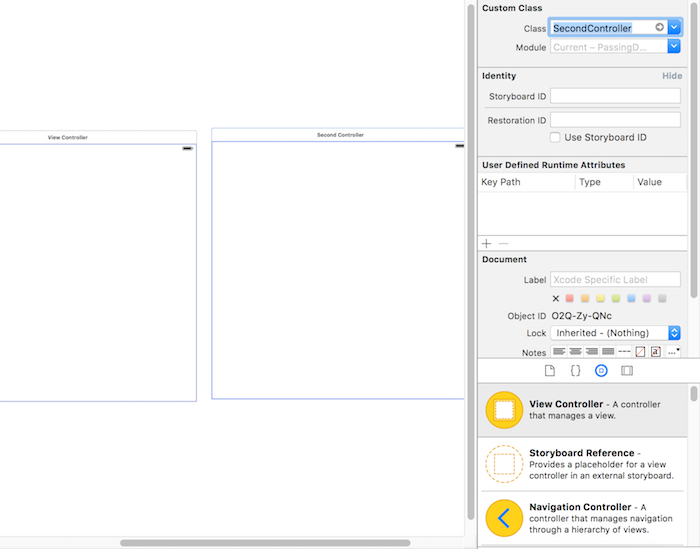 View Controller
Second Controller
Custom Class
Class SecondController
Module Current – PassingD...
Identity Hide
Storyboard ID
Restoration ID
Use Storyboard ID
User Defined Runtime Attributes
Key Path Type Value
Document
Label Xcode Specific Label
Object ID O2Q-Zy-QNc
Lock Inherited - (Nothing)
Notes
View Controller - A controller
that manages a view.
Storyboard Reference -
Provides a placeholder for a view
controller in an external storyboard.
Navigation Controller - A
controller that manages navigation
through a hierarchy of views.